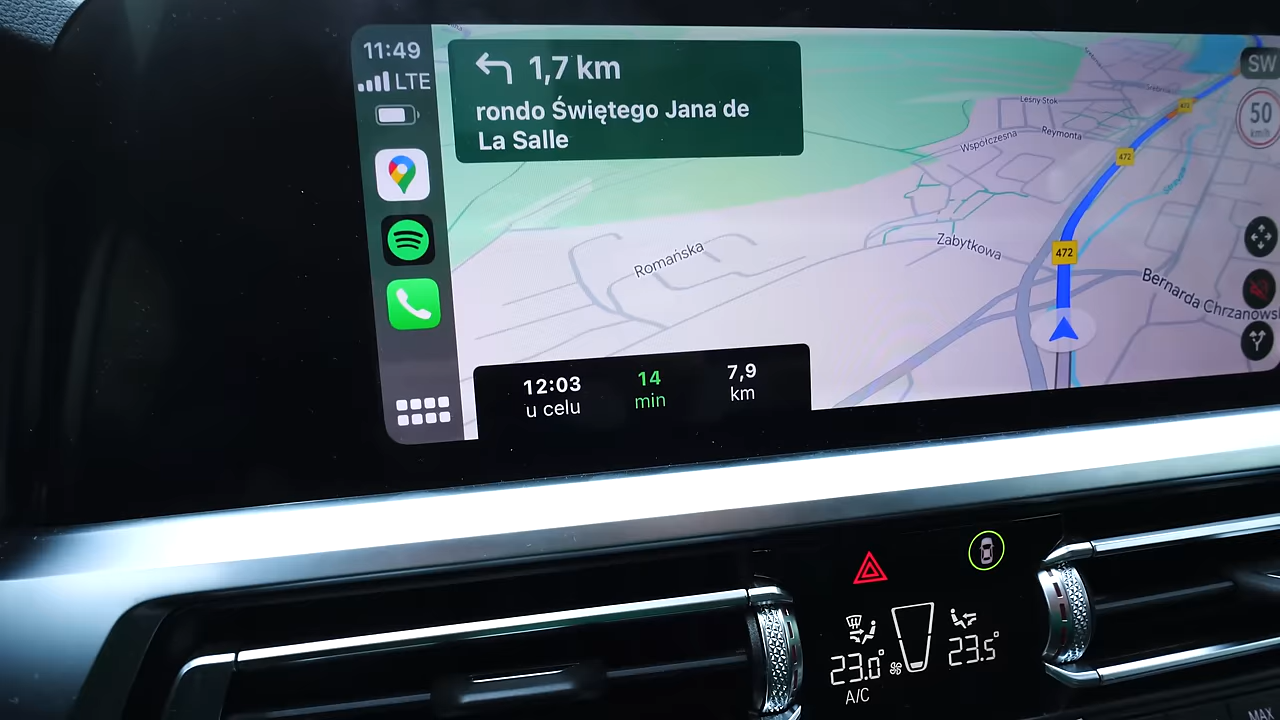 11:49
LTE
1,7 km
rondo Świętego Jana de
La Salle
SW
50
km/h
472
472
472
Leśny Stok
Współczesna
Reymonta
Romańska
Zabytkowa
Bernarda Chrzanows
12:03
u celu
14
min
7,9
km
23.0°
23.5°
A/C
MAX